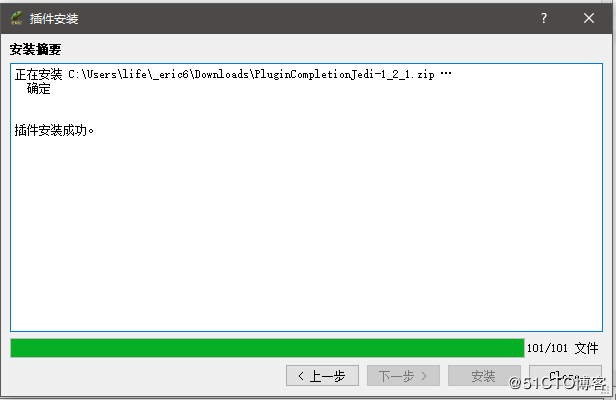 插件安装
安装摘要
正在安装 C:\Users\life\_eric6\Downloads\PluginCompletionJedi-1_2_1.zip …
确定
插件安装成功。
101/101 文件
< 上一步
下一步 >
安装
@51CTO博客